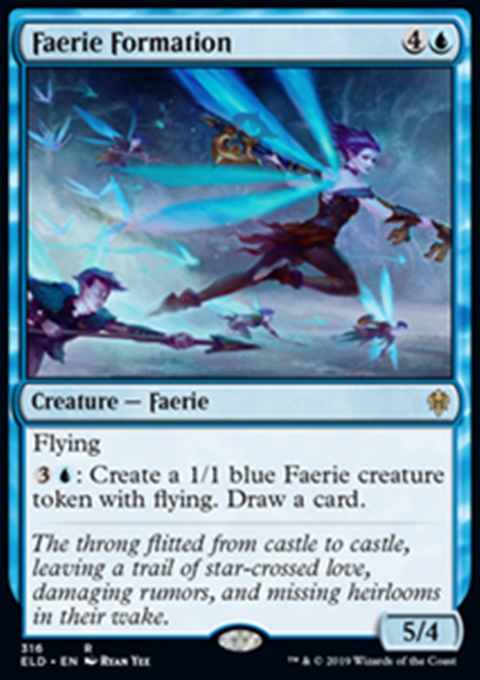 Faerie Formation 4
Creature — Faerie
Flying
3 : Create a 1/1 blue Faerie creature
token with flying. Draw a card.
The throng flitted from castle to castle,
leaving a trail of star-crossed love,
damaging rumors, and missing heirlooms
in their wake.
5/4
316 R
ELD • EN Ryan Yee
™ & © 2019 Wizards of the Coast